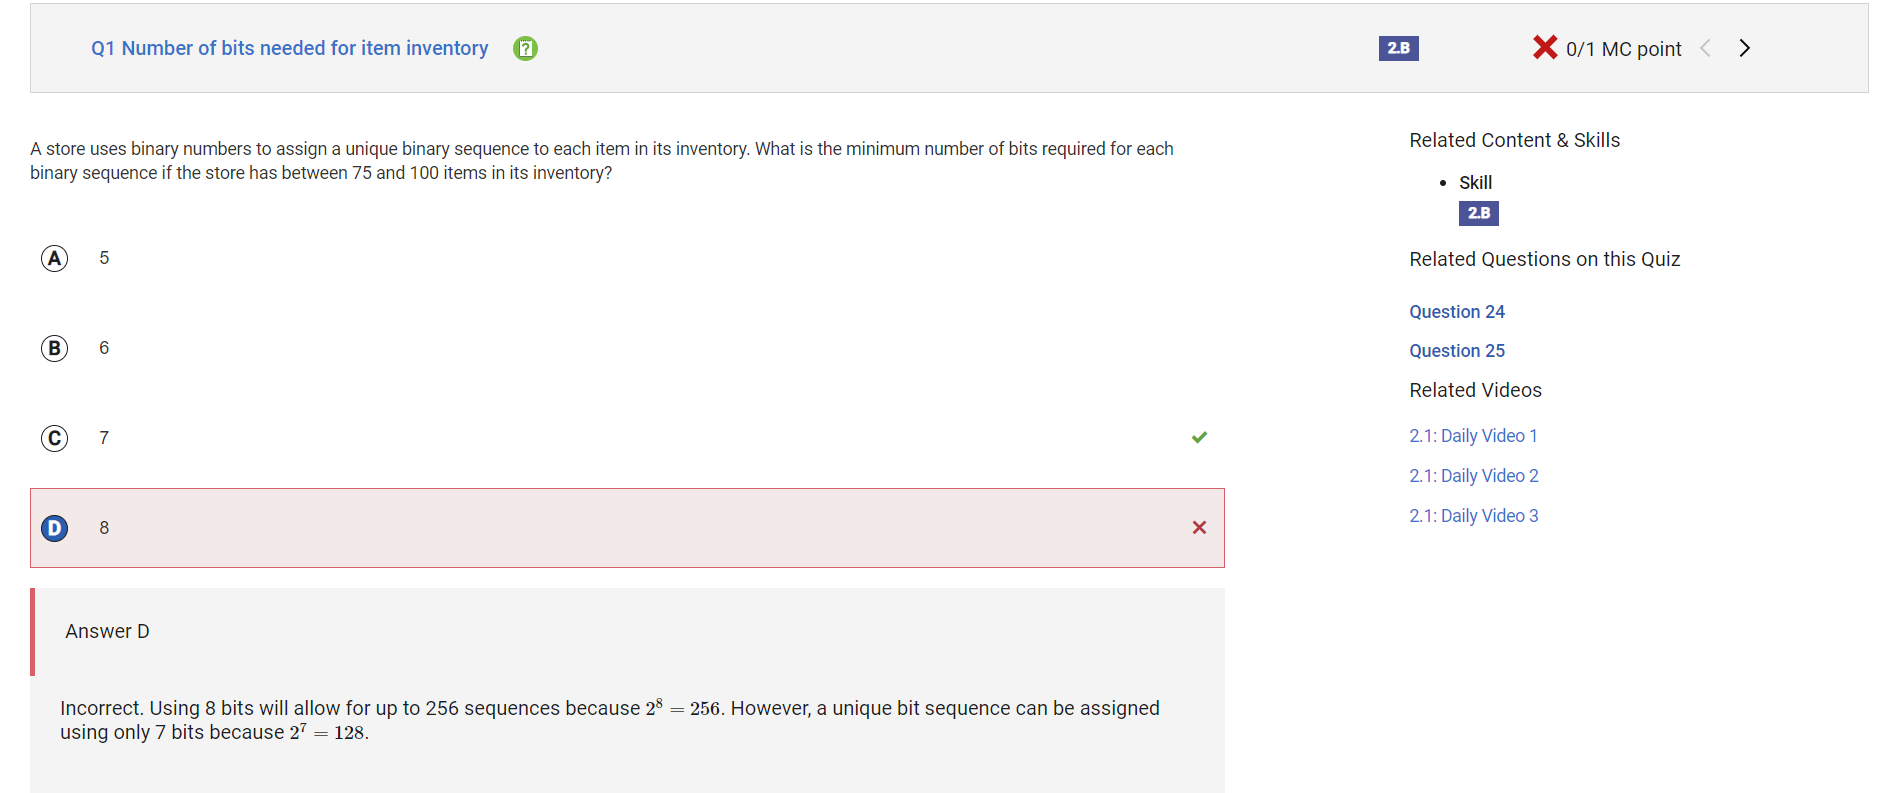 Q1 Number of bits needed for item inventory
2.B
0/1 MC point
A store uses binary numbers to assign a unique binary sequence to each item in its inventory. What is the minimum number of bits required for each
binary sequence if the store has between 75 and 100 items in its inventory?
A 5
B 6
C 7
D 8
Answer D
Incorrect. Using 8 bits will allow for up to 256 sequences because 2⁸ = 256. However, a unique bit sequence can be assigned
using only 7 bits because 2⁷ = 128.
Related Content & Skills
• Skill
2.B
Related Questions on this Quiz
Question 24
Question 25
Related Videos
2.1: Daily Video 1
2.1: Daily Video 2
2.1: Daily Video 3